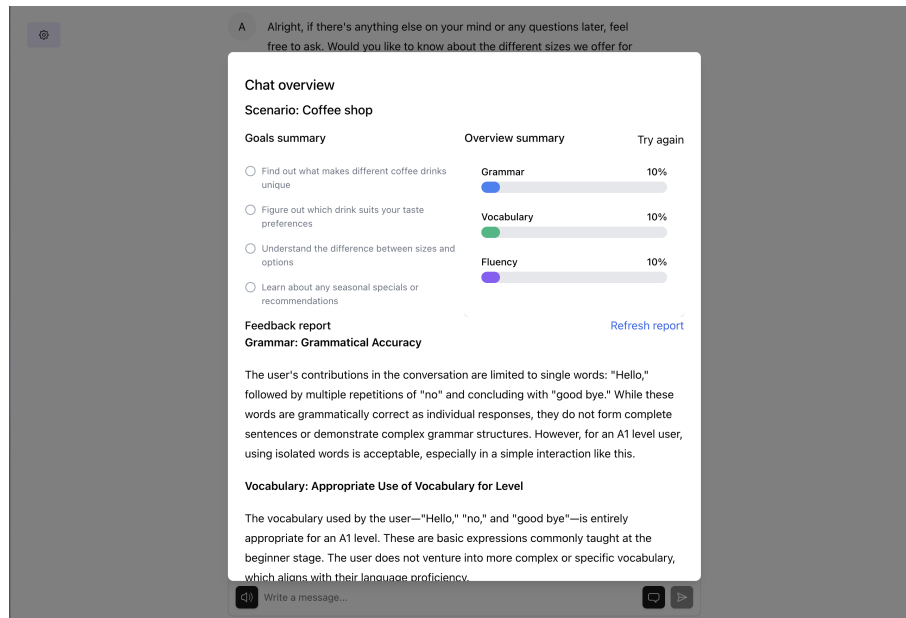 A
Alright, if there's anything else on your mind or any questions later, feel
free to ask. Would you like to know about the different sizes we offer for
Chat overview
Scenario: Coffee shop
Goals summary
Find out what makes different coffee drinks
unique
Figure out which drink suits your taste
preferences
Understand the difference between sizes and
options
Learn about any seasonal specials or
recommendations
Overview summary
Try again
Grammar 10%
Vocabulary 10%
Fluency 10%
Feedback report
Refresh report
Grammar: Grammatical Accuracy
The user's contributions in the conversation are limited to single words: "Hello,"
followed by multiple repetitions of "no" and concluding with "good bye." While these
words are grammatically correct as individual responses, they do not form complete
sentences or demonstrate complex grammar structures. However, for an A1 level user,
using isolated words is acceptable, especially in a simple interaction like this.
Vocabulary: Appropriate Use of Vocabulary for Level
The vocabulary used by the user—"Hello," "no," and "good bye"—is entirely
appropriate for an A1 level. These are basic expressions commonly taught at the
beginner stage. The user does not venture into more complex or specific vocabulary,
which aligns with their language proficiency.
Write a message...